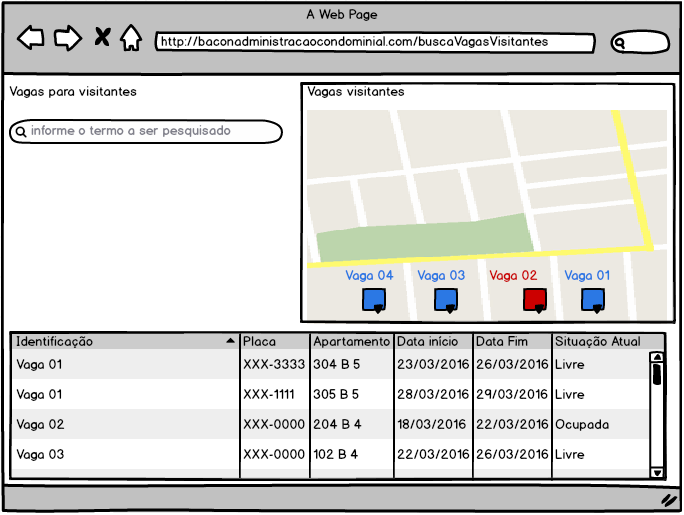 A Web Page
http://baconadministracaocondominial.com/buscaVagasVisitantes
Vagas para visitantes
informe o termo a ser pesquisado
Vagas visitantes
Vaga 04 Vaga 03 Vaga 02 Vaga 01
Identificação Placa Apartamento Data início Data Fim Situação Atual
Vaga 01 XXX-3333 304 B 5 23/03/2016 26/03/2016 Livre
Vaga 01 XXX-1111 305 B 5 28/03/2016 29/03/2016 Livre
Vaga 02 XXX-0000 204 B 4 18/03/2016 22/03/2016 Ocupada
Vaga 03 XXX-0000 102 B 4 22/03/2016 26/03/2016 Livre